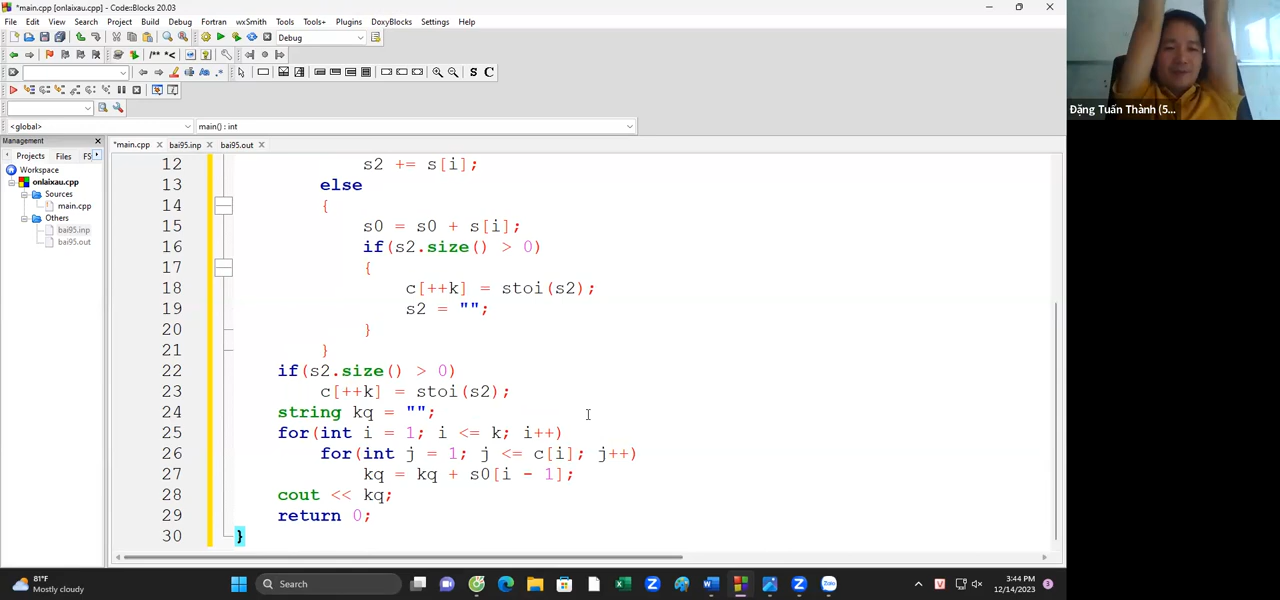 *main.cpp [onlaixau.cpp] - Code::Blocks 20.03
File Edit View Search Project Build Debug Fortran wxSmith Tools Tools+ Plugins DoxyBlocks Settings Help
Debug
/** *<
S C
<global>
main() : int
Management
Projects Files FS
Workspace
onlaixau.cpp
Sources
main.cpp
Others
bai95.inp
bai95.out
*main.cpp bai95.inp bai95.out
12 s2 += s[i];
13 else
14 {
15 s0 = s0 + s[i];
16 if(s2.size() > 0)
17 {
18 c[++k] = stoi(s2);
19 s2 = "";
20 }
21 }
22 if(s2.size() > 0)
23 c[++k] = stoi(s2);
24 string kq = "";
25 for(int i = 1; i <= k; i++)
26 for(int j = 1; j <= c[i]; j++)
27 kq = kq + s0[i - 1];
28 cout << kq;
29 return 0;
30 }
Đặng Tuấn Thành (5...
81°F
Mostly cloudy
Search
3:44 PM
12/14/2023
3